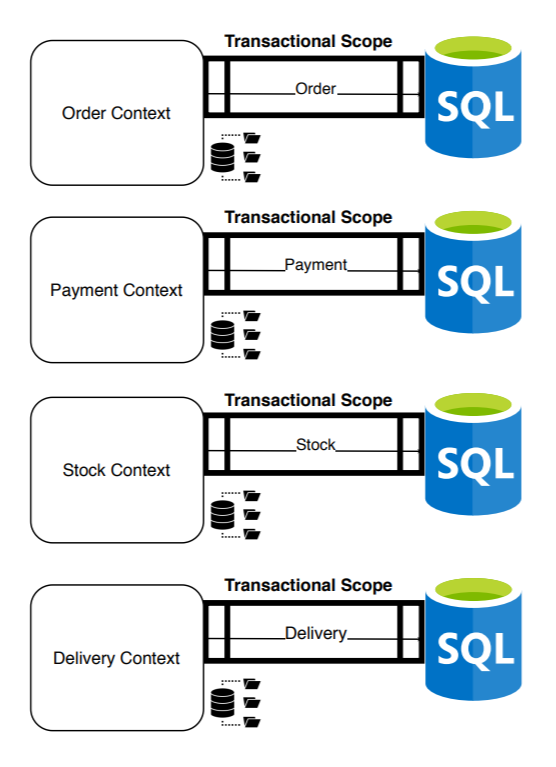 Transactional Scope
Order Context
Order
SQL
Transactional Scope
Payment Context
Payment
SQL
Transactional Scope
Stock Context
Stock
SQL
Transactional Scope
Delivery Context
Delivery
SQL